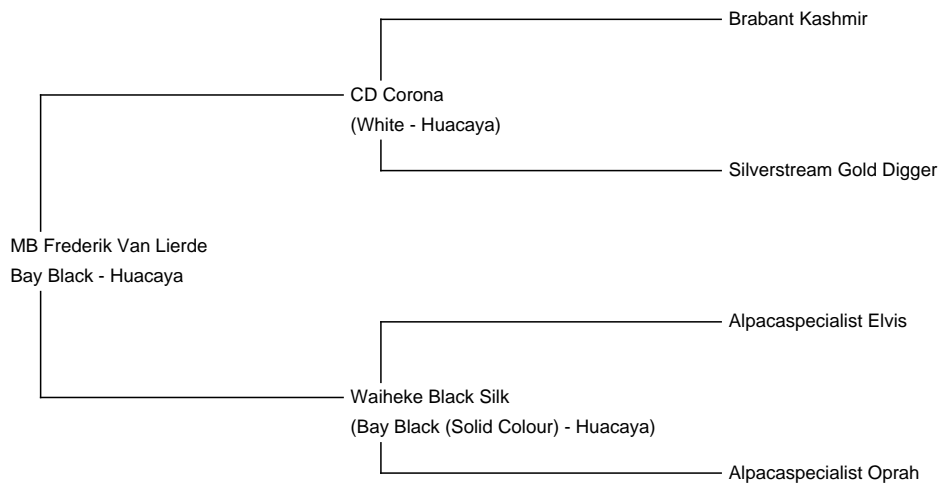 Brabant Kashmir
CD Corona
(White - Huacaya)
Silverstream Gold Digger
MB Frederik Van Lierde
Bay Black - Huacaya
Alpacaspecialist Elvis
Waiheke Black Silk
(Bay Black (Solid Colour) - Huacaya)
Alpacaspecialist Oprah